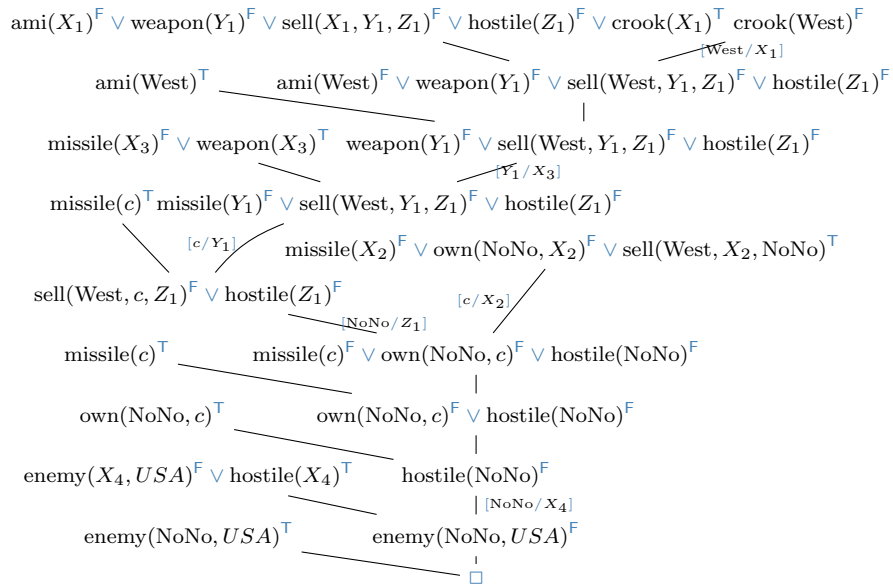 ami(X₁)ᶠ ∨ weapon(Y₁)ᶠ ∨ sell(X₁, Y₁, Z₁)ᶠ ∨ hostile(Z₁)ᶠ ∨ crook(X₁)ᵀ crook(West)ᶠ
[West/X₁]
ami(West)ᵀ ami(West)ᶠ ∨ weapon(Y₁)ᶠ ∨ sell(West, Y₁, Z₁)ᶠ ∨ hostile(Z₁)ᶠ
missile(X₃)ᶠ ∨ weapon(X₃)ᵀ weapon(Y₁)ᶠ ∨ sell(West, Y₁, Z₁)ᶠ ∨ hostile(Z₁)ᶠ
[Y₁/X₃]
missile(c)ᵀ missile(Y₁)ᶠ ∨ sell(West, Y₁, Z₁)ᶠ ∨ hostile(Z₁)ᶠ
[c/Y₁]
missile(X₂)ᶠ ∨ own(NoNo, X₂)ᶠ ∨ sell(West, X₂, NoNo)ᵀ
sell(West, c, Z₁)ᶠ ∨ hostile(Z₁)ᶠ
[c/X₂]
[NoNo/Z₁]
missile(c)ᵀ missile(c)ᶠ ∨ own(NoNo, c)ᶠ ∨ hostile(NoNo)ᶠ
own(NoNo, c)ᵀ own(NoNo, c)ᶠ ∨ hostile(NoNo)ᶠ
enemy(X₄, USA)ᶠ ∨ hostile(X₄)ᵀ hostile(NoNo)ᶠ
[NoNo/X₄]
enemy(NoNo, USA)ᵀ enemy(NoNo, USA)ᶠ
□